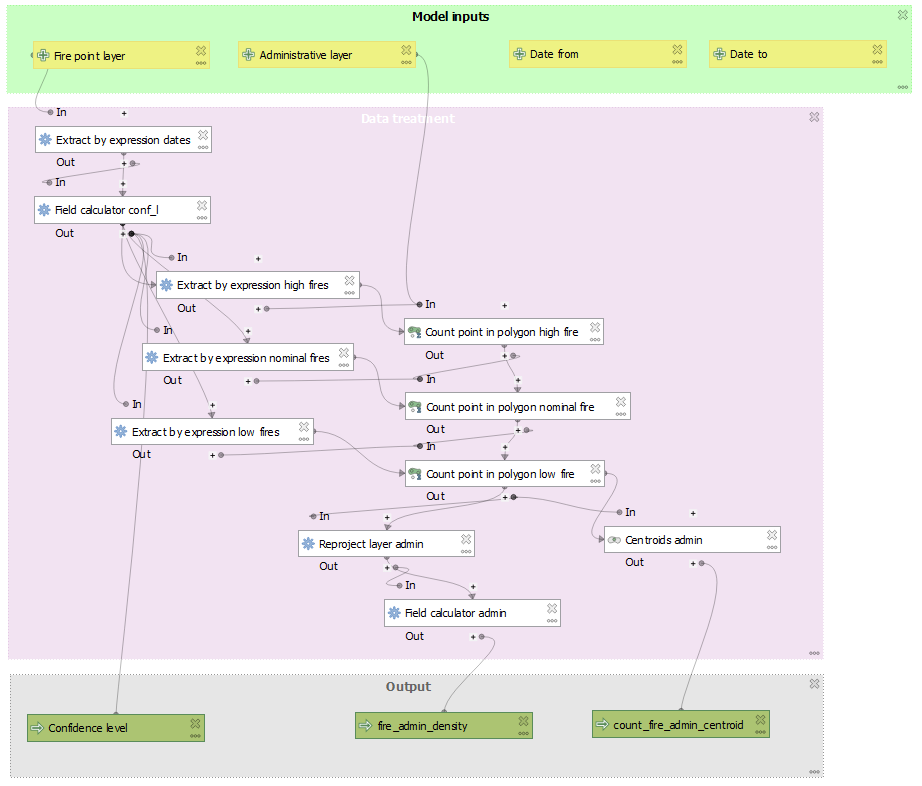 Model inputs
Fire point layer
Administrative layer
Date from
Date to
Data treatment
In
Extract by expression dates
Out
In
Field calculator conf_l
Out
In
Extract by expression high fires
Out
In
Count point in polygon high fire
Out
In
Extract by expression nominal fires
Out
In
Count point in polygon nominal fire
Out
In
Extract by expression low fires
Out
In
Count point in polygon low fire
Out
In
Reproject layer admin
Out
In
Centroids admin
Out
In
Field calculator admin
Out
Output
Confidence level
fire_admin_density
count_fire_admin_centroid